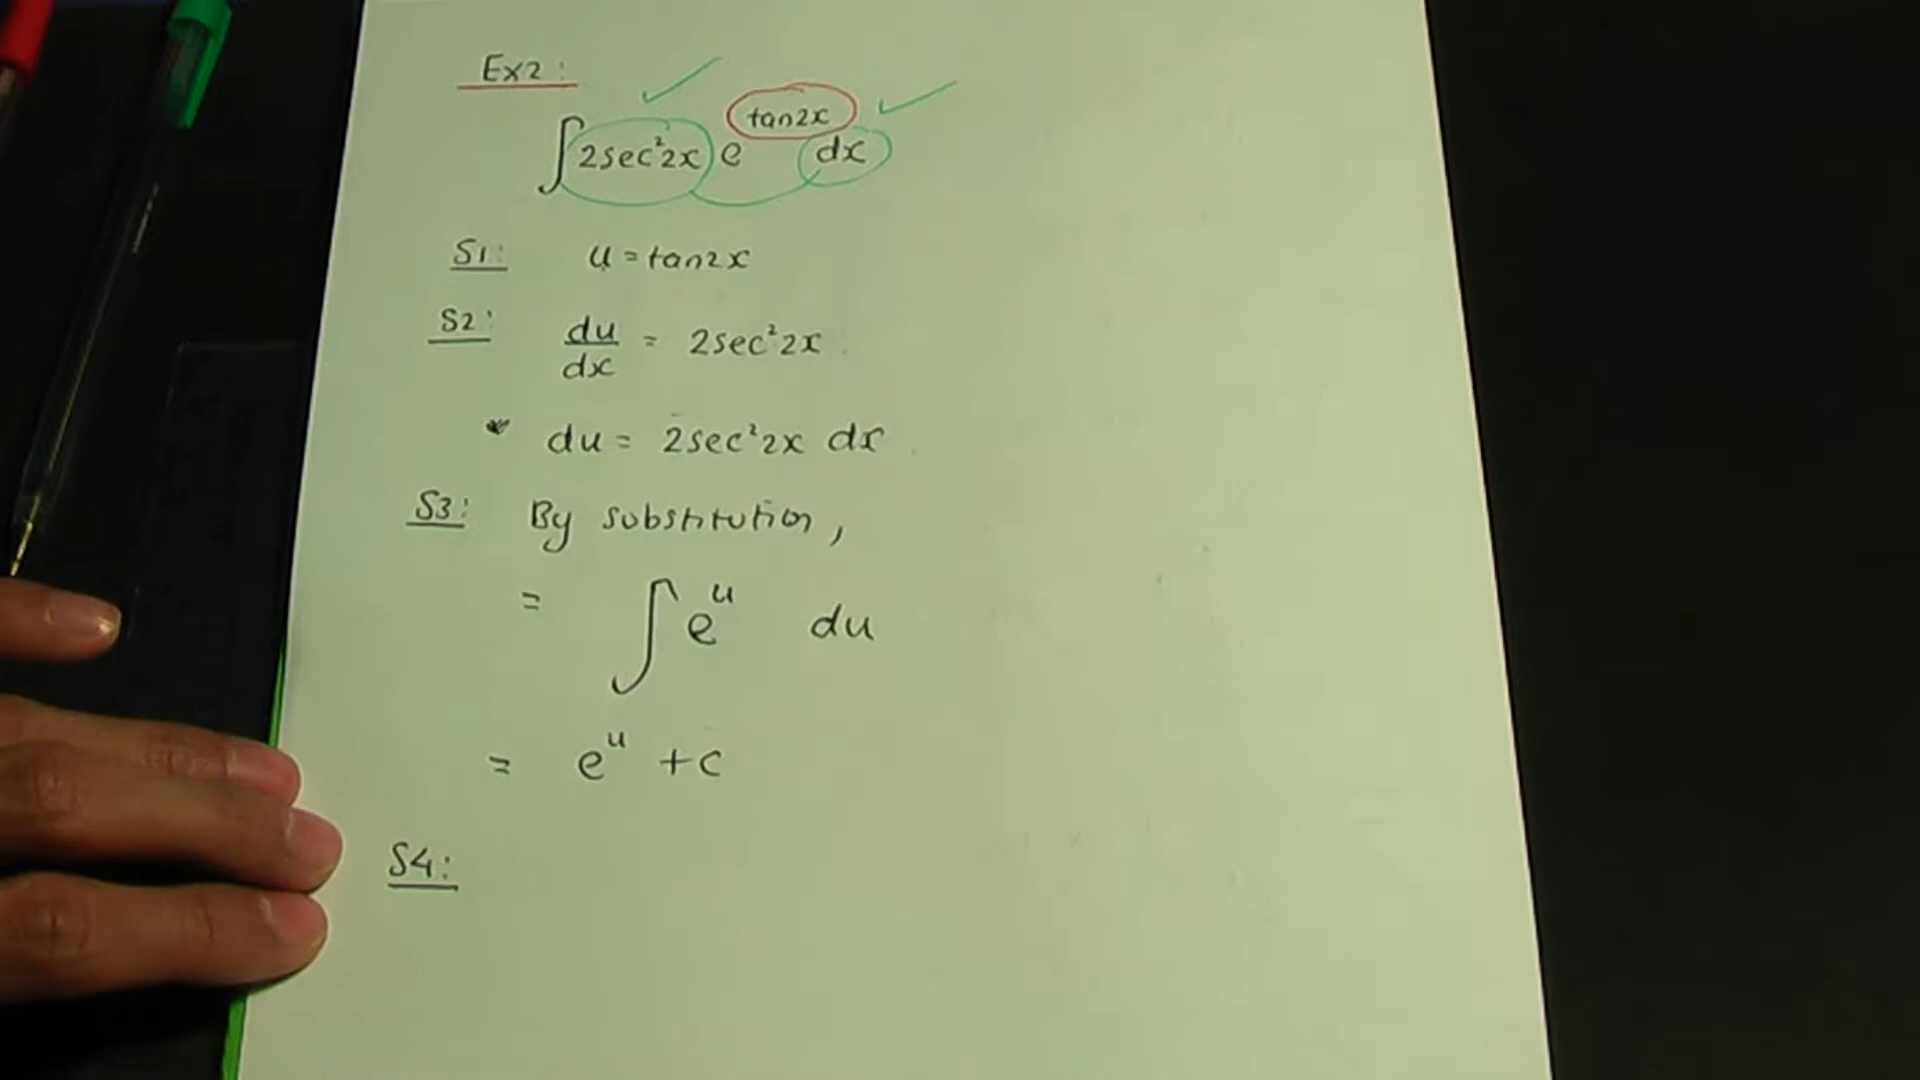 Ex2:
∫ 2sec²2x e^tan2x dx
S1: u = tan2x
S2: du/dx = 2sec²2x
* du = 2sec²2x dx
S3: By substitution,
= ∫ e^u du
= e^u + c
S4: